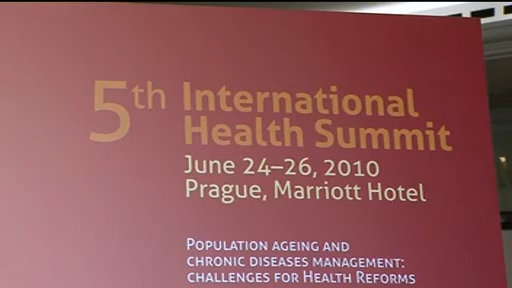 5th International
Health Summit
June 24–26, 2010
Prague, Marriott Hotel
Population ageing and
chronic diseases management:
challenges for Health Reforms